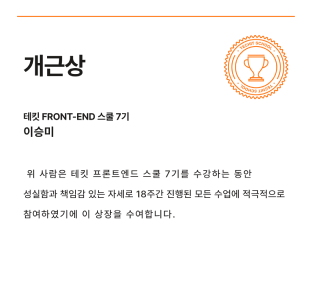 개근상
TECHIT SCHOOL
TECHIT SCHOOL
테킷 FRONT-END 스쿨 7기
이승미
위 사람은 테킷 프론트엔드 스쿨 7기를 수강하는 동안
성실함과 책임감 있는 자세로 18주간 진행된 모든 수업에 적극적으로
참여하였기에 이 상장을 수여합니다.